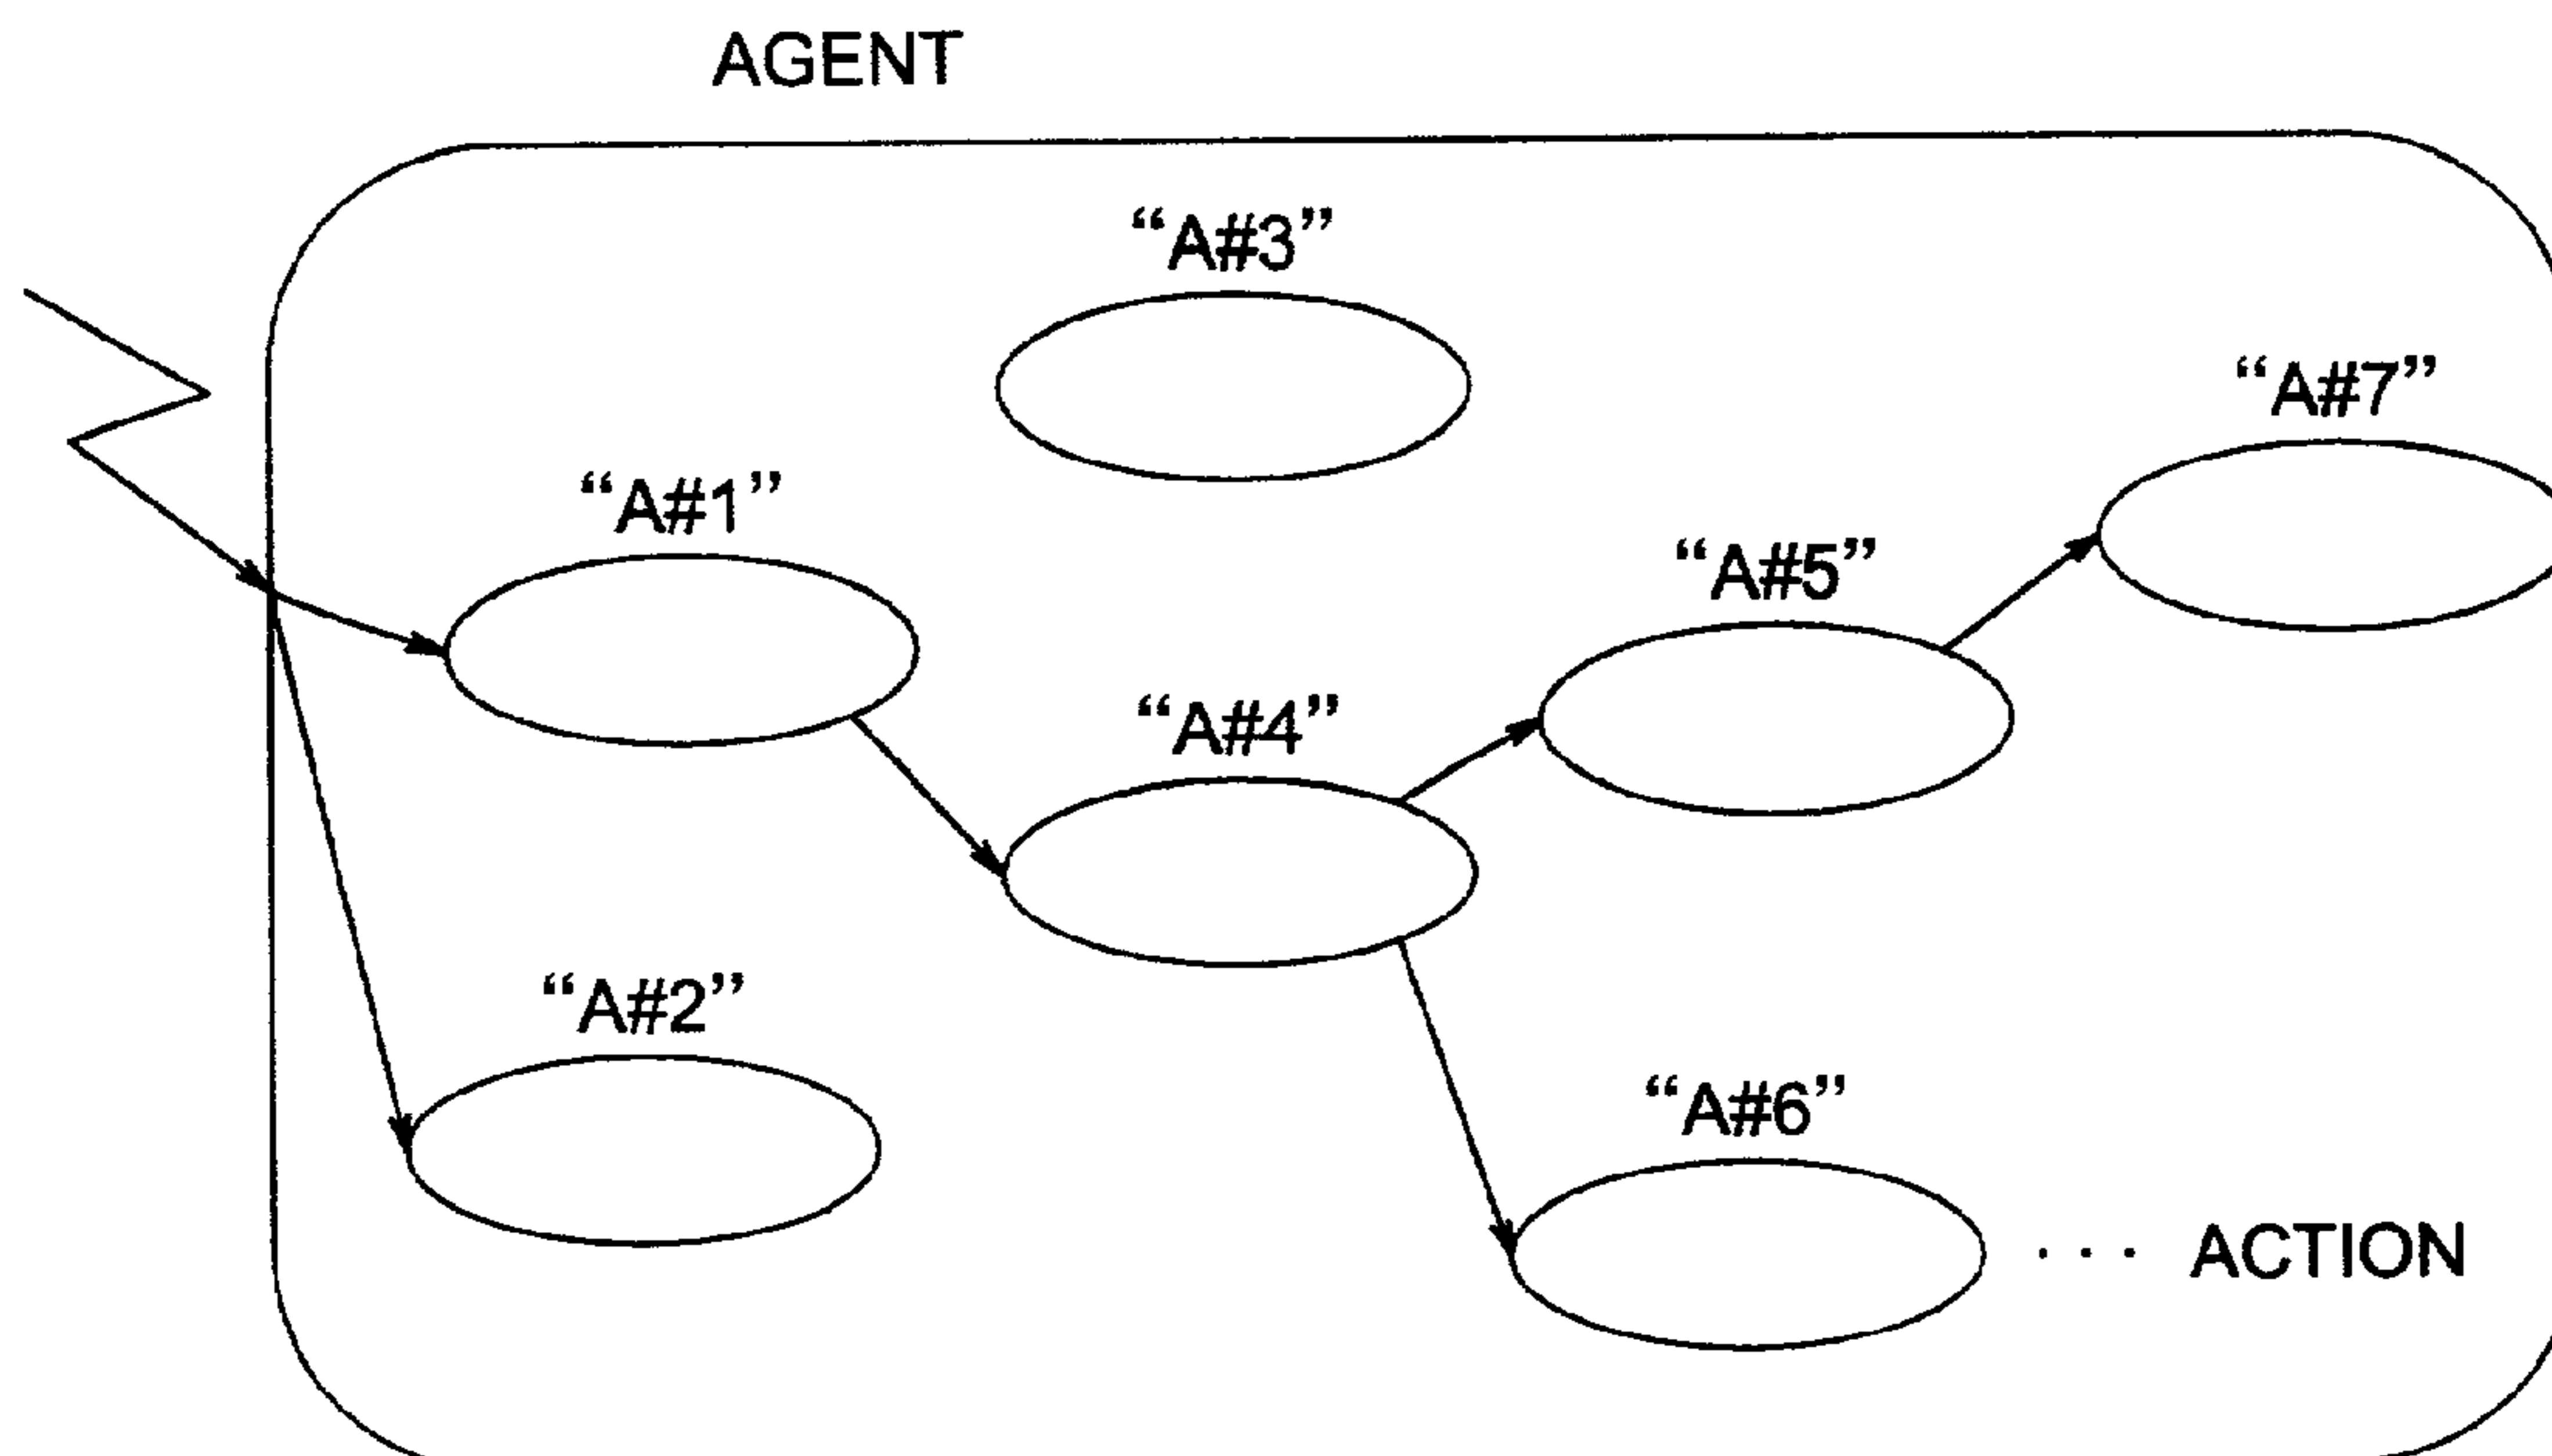 AGENT
“A#3”
“A#7”
“A#1”
“A#5”
“A#4”
“A#2”
“A#6”
· · · ACTION